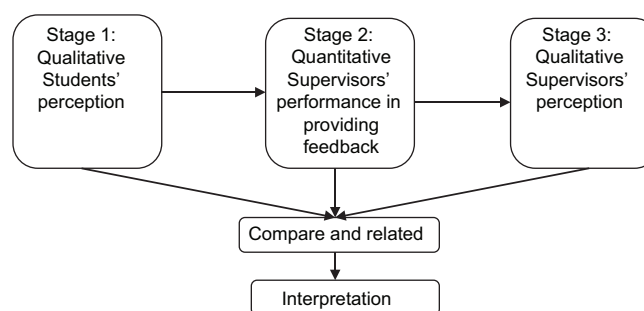 Stage 1:
Qualitative
Students’
perception
Stage 2:
Quantitative
Supervisors’
performance in
providing
feedback
Stage 3:
Qualitative
Supervisors’
perception
Compare and related
Interpretation